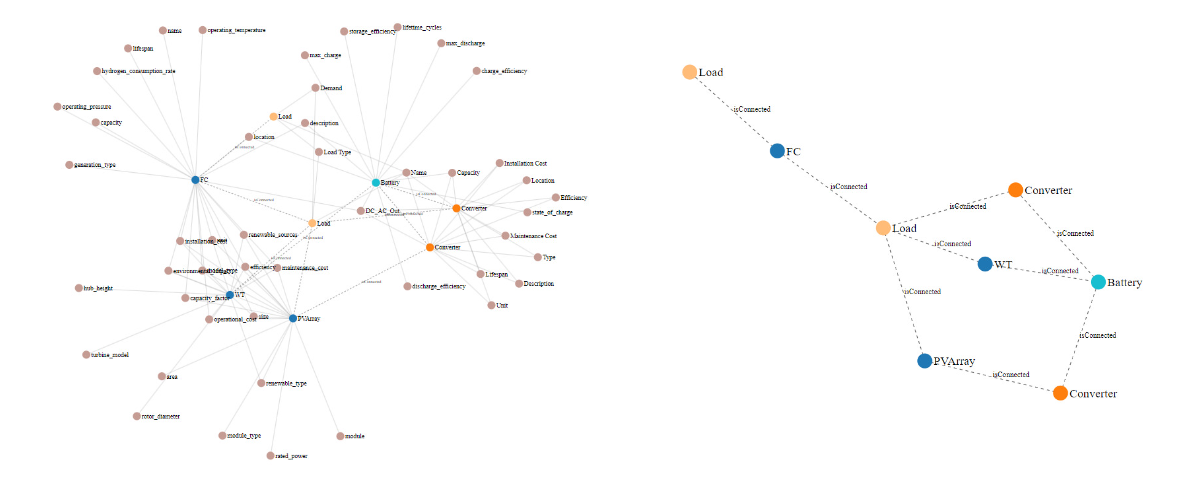 name
operating_temperature
lifespan
hydrogen_consumption_rate
operating_pressure
capacity
generation_type
storage_efficiency
lifetime_cycles
max_discharge
max_charge
charge_efficiency
Demand
Load
description
location
Load Type
FC
Battery
Name
Capacity
Installation Cost
Location
Efficiency
state_of_charge
DC_AC_Out
Converter
Load
Maintenance Cost
Converter
Type
renewable_sources
installation_cost
efficiency
maintenance_cost
Lifespan
Description
discharge_efficiency
Unit
hub_height
capacity_factor
WT
operational_cost
size
PVArray
turbine_model
area
renewable_type
rotor_diameter
module_type
module
rated_power
Load
isConnected
FC
isConnected
Converter
isConnected
Load
isConnected
WT
isConnected
isConnected
Battery
isConnected
isConnected
PVArray
isConnected
Converter